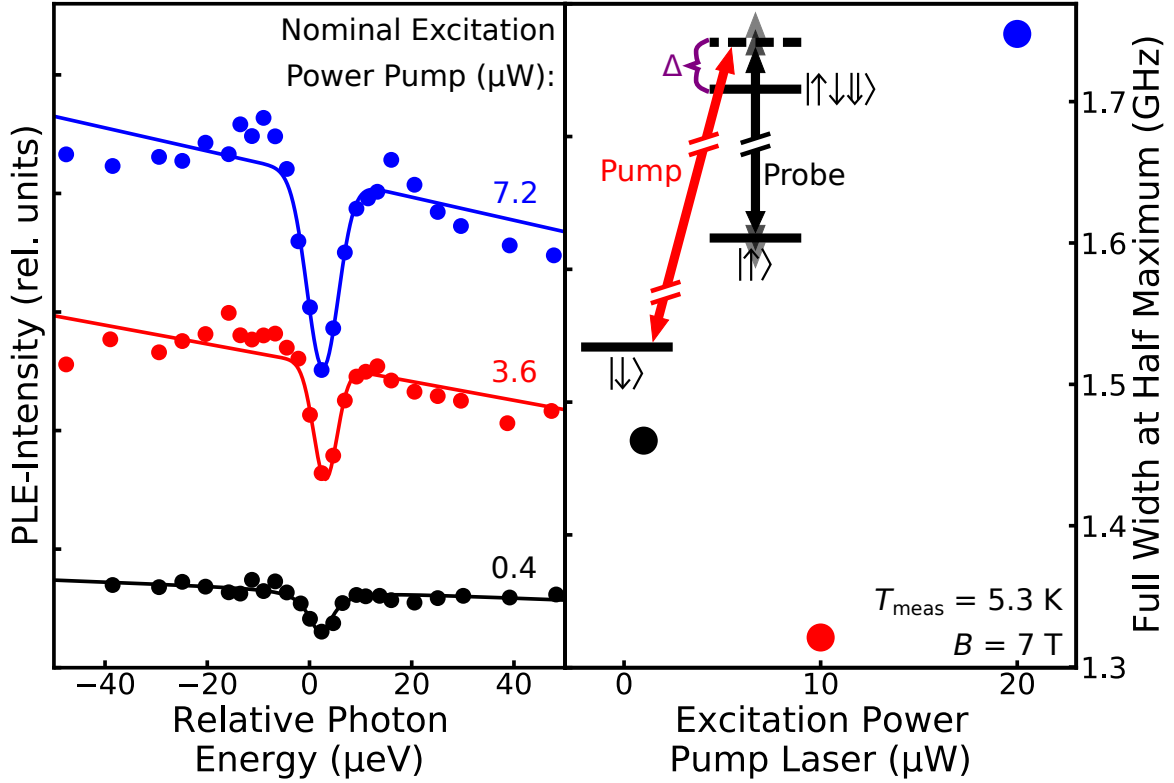 Nominal Excitation
Power Pump (μW):
7.2
3.6
0.4
PLE-Intensity (rel. units)
−40 −20 0 20 40
Relative Photon
Energy (μeV)
Δ
|↑↓⇓⟩
Pump
Probe
|↑⟩
|↓⟩
T_meas = 5.3 K
B = 7 T
0 10 20
Excitation Power
Pump Laser (μW)
1.7
1.6
1.5
1.4
1.3
Full Width at Half Maximum (GHz)